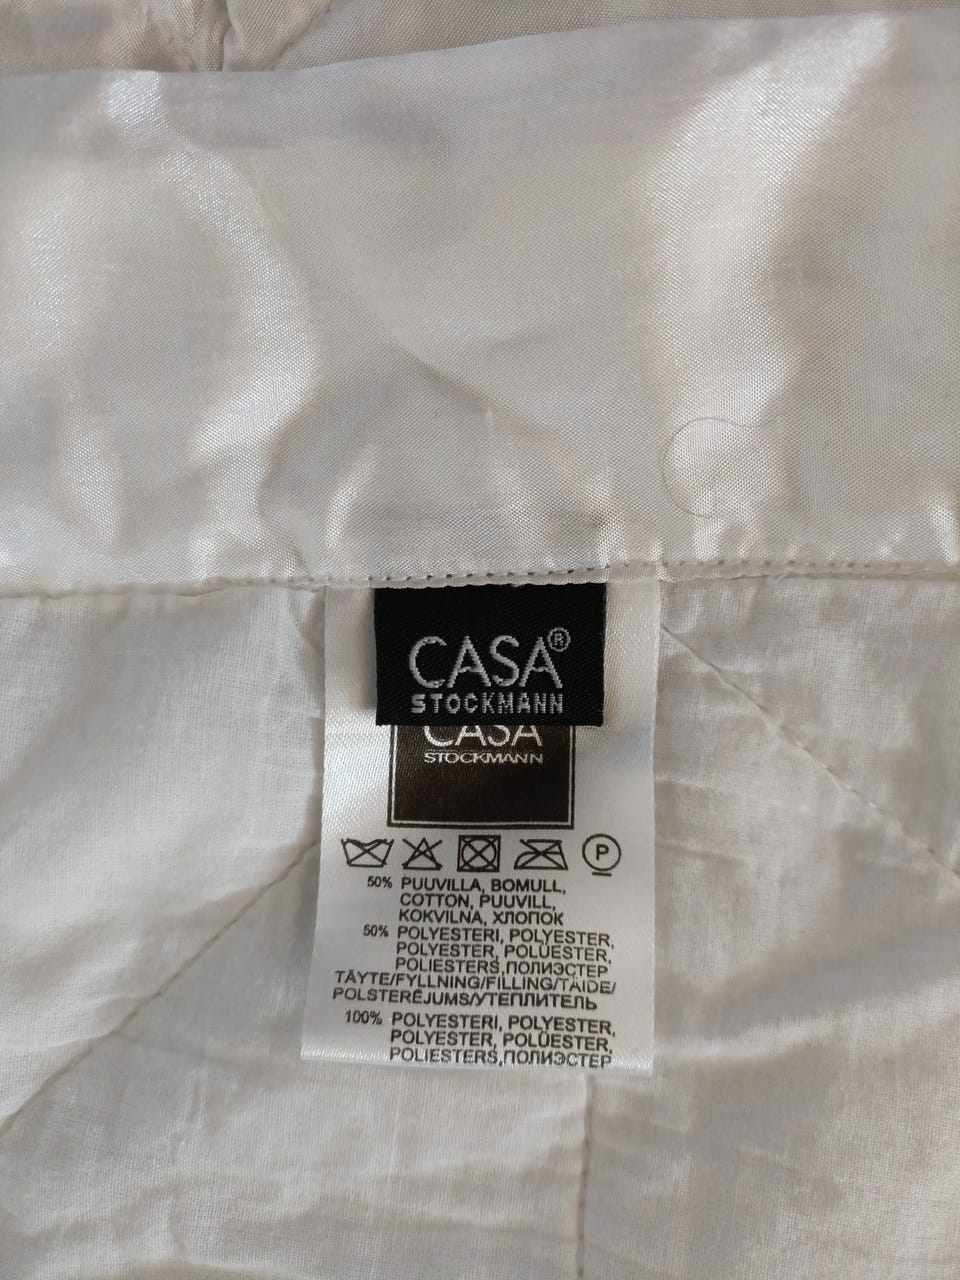 CASA®
STOCKMANN
CASA
STOCKMANN
P
50% PUUVILLA, BOMULL,
COTTON, PUUVILL,
KOKVILNA, ХЛОПОК
50% POLYESTERI, POLYESTER,
POLYESTER, POLÜESTER,
POLIESTERS,ПОЛИЭСТЕР
TÄYTE/FYLLNING/FILLING/TÄIDE/
POLSTERĒJUMS/УТЕПЛИТЕЛЬ
100% POLYESTERI, POLYESTER,
POLYESTER, POLÜESTER,
POLIESTERS,ПОЛИЭСТЕР